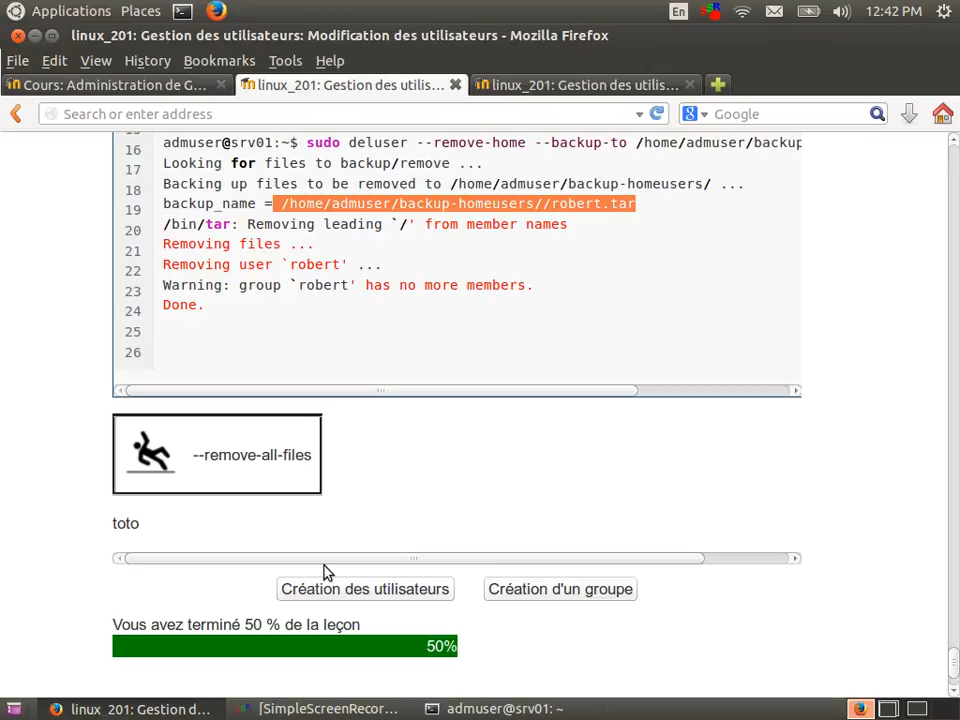 Applications Places En 12:42 PM
linux_201: Gestion des utilisateurs: Modification des utilisateurs - Mozilla Firefox
File Edit View History Bookmarks Tools Help
Cours: Administration de G... linux_201: Gestion des utilis... linux_201: Gestion des utilis...
Search or enter address Google
16 admuser@srv01:~$ sudo deluser --remove-home --backup-to /home/admuser/backup
17 Looking for files to backup/remove ...
18 Backing up files to be removed to /home/admuser/backup-homeusers/ ...
19 backup_name = /home/admuser/backup-homeusers//robert.tar
20 /bin/tar: Removing leading `/' from member names
21 Removing files ...
22 Removing user `robert' ...
23 Warning: group `robert' has no more members.
24 Done.
25
26
--remove-all-files
toto
Création des utilisateurs Création d'un groupe
Vous avez terminé 50 % de la leçon
50%
linux_201: Gestion d... [SimpleScreenRecor... admuser@srv01: ~